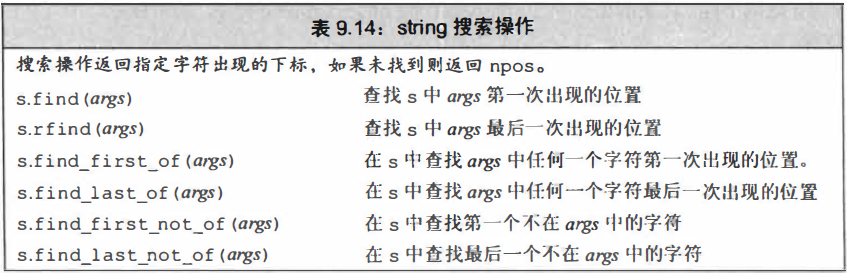 表 9.14：string 搜索操作
搜索操作返回指定字符出现的下标，如果未找到则返回 npos。
s.find(args) 查找 s 中 args 第一次出现的位置
s.rfind(args) 查找 s 中 args 最后一次出现的位置
s.find_first_of(args) 在 s 中查找 args 中任何一个字符第一次出现的位置。
s.find_last_of(args) 在 s 中查找 args 中任何一个字符最后一次出现的位置
s.find_first_not_of(args) 在 s 中查找第一个不在 args 中的字符
s.find_last_not_of(args) 在 s 中查找最后一个不在 args 中的字符